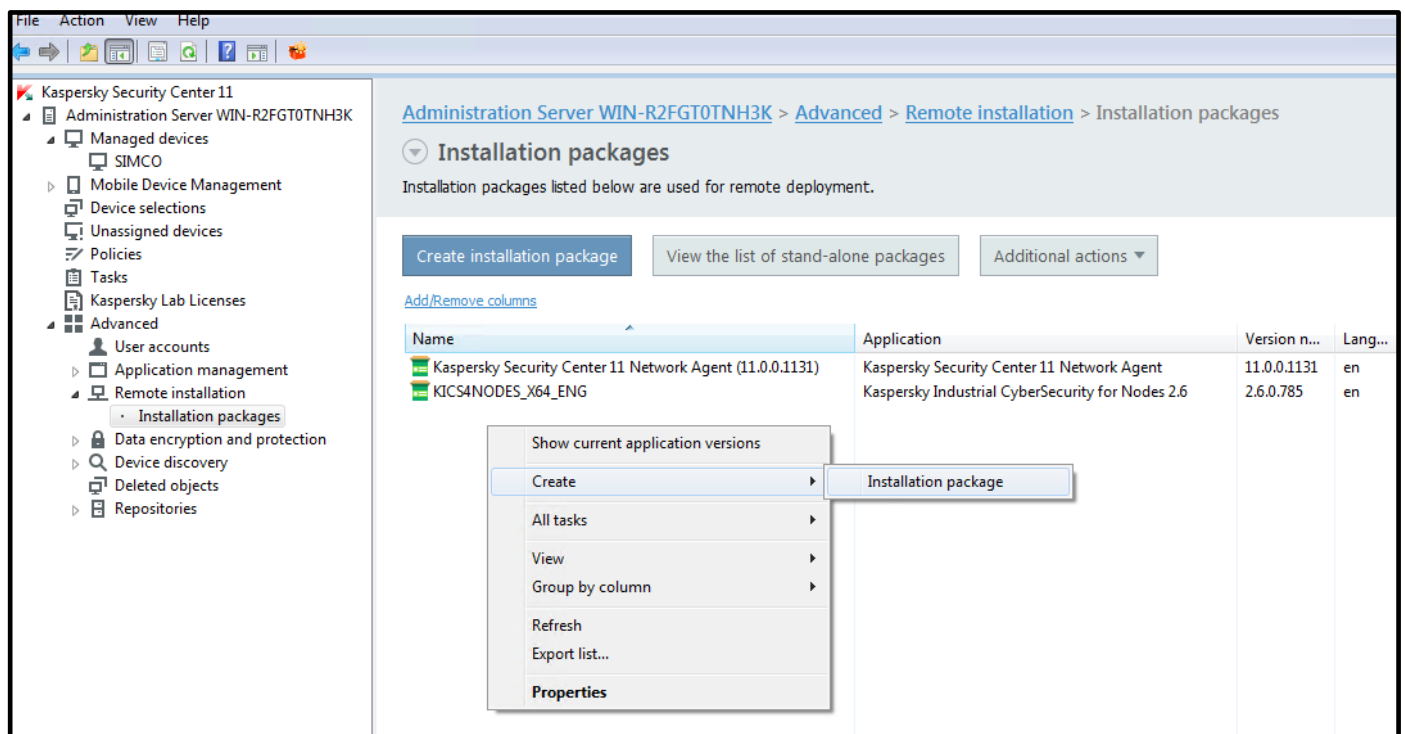 File Action View Help
Kaspersky Security Center 11
Administration Server WIN-R2FGT0TNH3K
Managed devices
SIMCO
Mobile Device Management
Device selections
Unassigned devices
Policies
Tasks
Kaspersky Lab Licenses
Advanced
User accounts
Application management
Remote installation
Installation packages
Data encryption and protection
Device discovery
Deleted objects
Repositories
Administration Server WIN-R2FGT0TNH3K > Advanced > Remote installation > Installation packages
Installation packages
Installation packages listed below are used for remote deployment.
Create installation package View the list of stand-alone packages Additional actions
Add/Remove columns
Name Application Version n... Lang...
Kaspersky Security Center 11 Network Agent (11.0.0.1131) Kaspersky Security Center 11 Network Agent 11.0.0.1131 en
KICS4NODES_X64_ENG Kaspersky Industrial CyberSecurity for Nodes 2.6 2.6.0.785 en
Show current application versions
Create Installation package
All tasks
View
Group by column
Refresh
Export list...
Properties